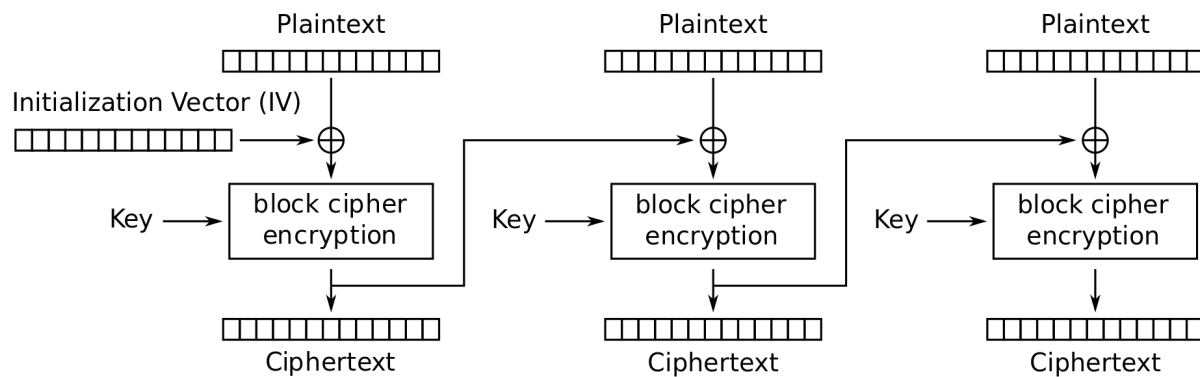 Plaintext Plaintext Plaintext
Initialization Vector (IV)
Key
block cipher
encryption
Key
block cipher
encryption
Key
block cipher
encryption
Ciphertext Ciphertext Ciphertext